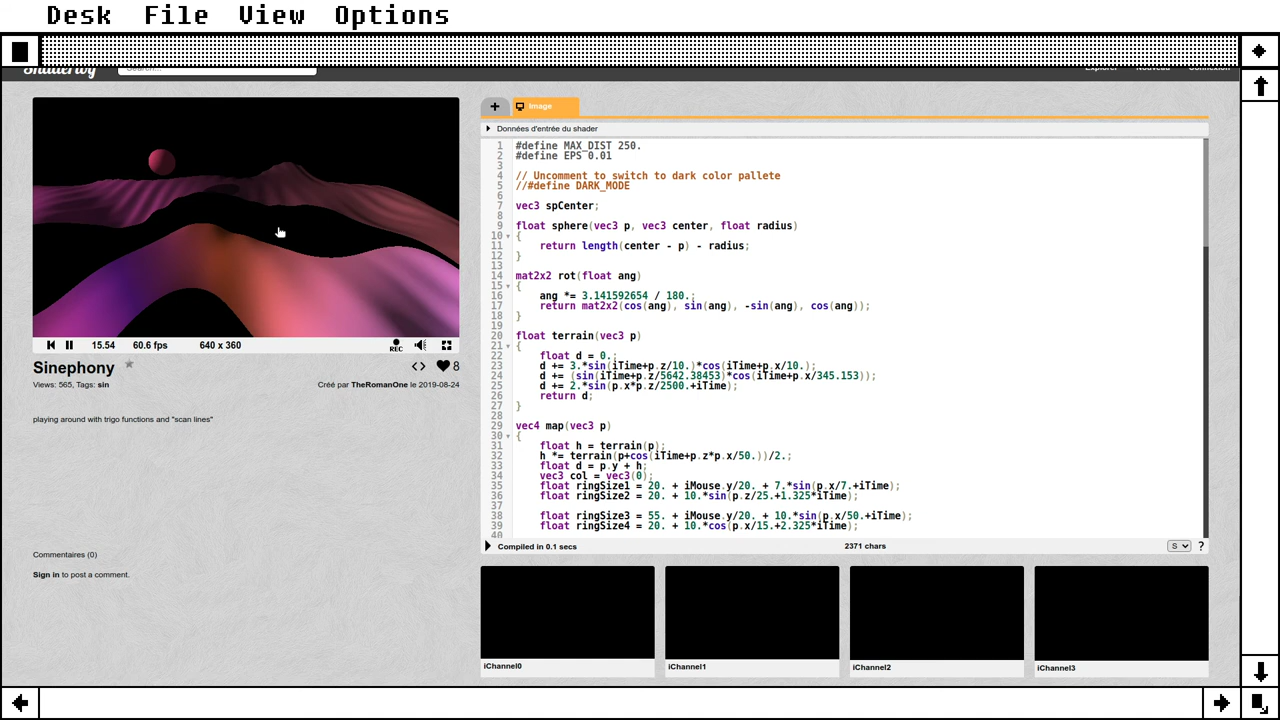 Desk File View Options
Shadertoy Search... Explorer Nouveau Connexion
+ Image
Données d'entrée du shader
1 #define MAX_DIST 250.
2 #define EPS 0.01
3
4 // Uncomment to switch to dark color pallete
5 //#define DARK_MODE
6
7 vec3 spCenter;
8
9 float sphere(vec3 p, vec3 center, float radius)
10 {
11 return length(center - p) - radius;
12 }
13
14 mat2x2 rot(float ang)
15 {
16 ang *= 3.141592654 / 180.;
17 return mat2x2(cos(ang), sin(ang), -sin(ang), cos(ang));
18 }
19
20 float terrain(vec3 p)
21 {
22 float d = 0.;
23 d += 3.*sin(iTime+p.z/10.)*cos(iTime+p.x/10.);
24 d += (sin(iTime+p.z/5642.38453)*cos(iTime+p.x/345.153));
25 d += 2.*sin(p.x*p.z/2500.+iTime);
26 return d;
27 }
28
29 vec4 map(vec3 p)
30 {
31 float h = terrain(p);
32 h *= terrain(p+cos(iTime+p.z*p.x/50.))/2.;
33 float d = p.y + h;
34 vec3 col = vec3(0);
35 float ringSize1 = 20. + iMouse.y/20. + 7.*sin(p.x/7.+iTime);
36 float ringSize2 = 20. + 10.*sin(p.z/25.+1.325*iTime);
37
38 float ringSize3 = 55. + iMouse.y/20. + 10.*sin(p.x/50.+iTime);
39 float ringSize4 = 20. + 10.*cos(p.x/15.+2.325*iTime);
40
Compiled in 0.1 secs 2371 chars S ?
15.54 60.6 fps 640 x 360 REC
Sinephony 8
Views: 565, Tags: sin Créé par TheRomanOne le 2019-08-24
playing around with trigo functions and "scan lines"
Commentaires (0)
Sign in to post a comment.
iChannel0 iChannel1 iChannel2 iChannel3